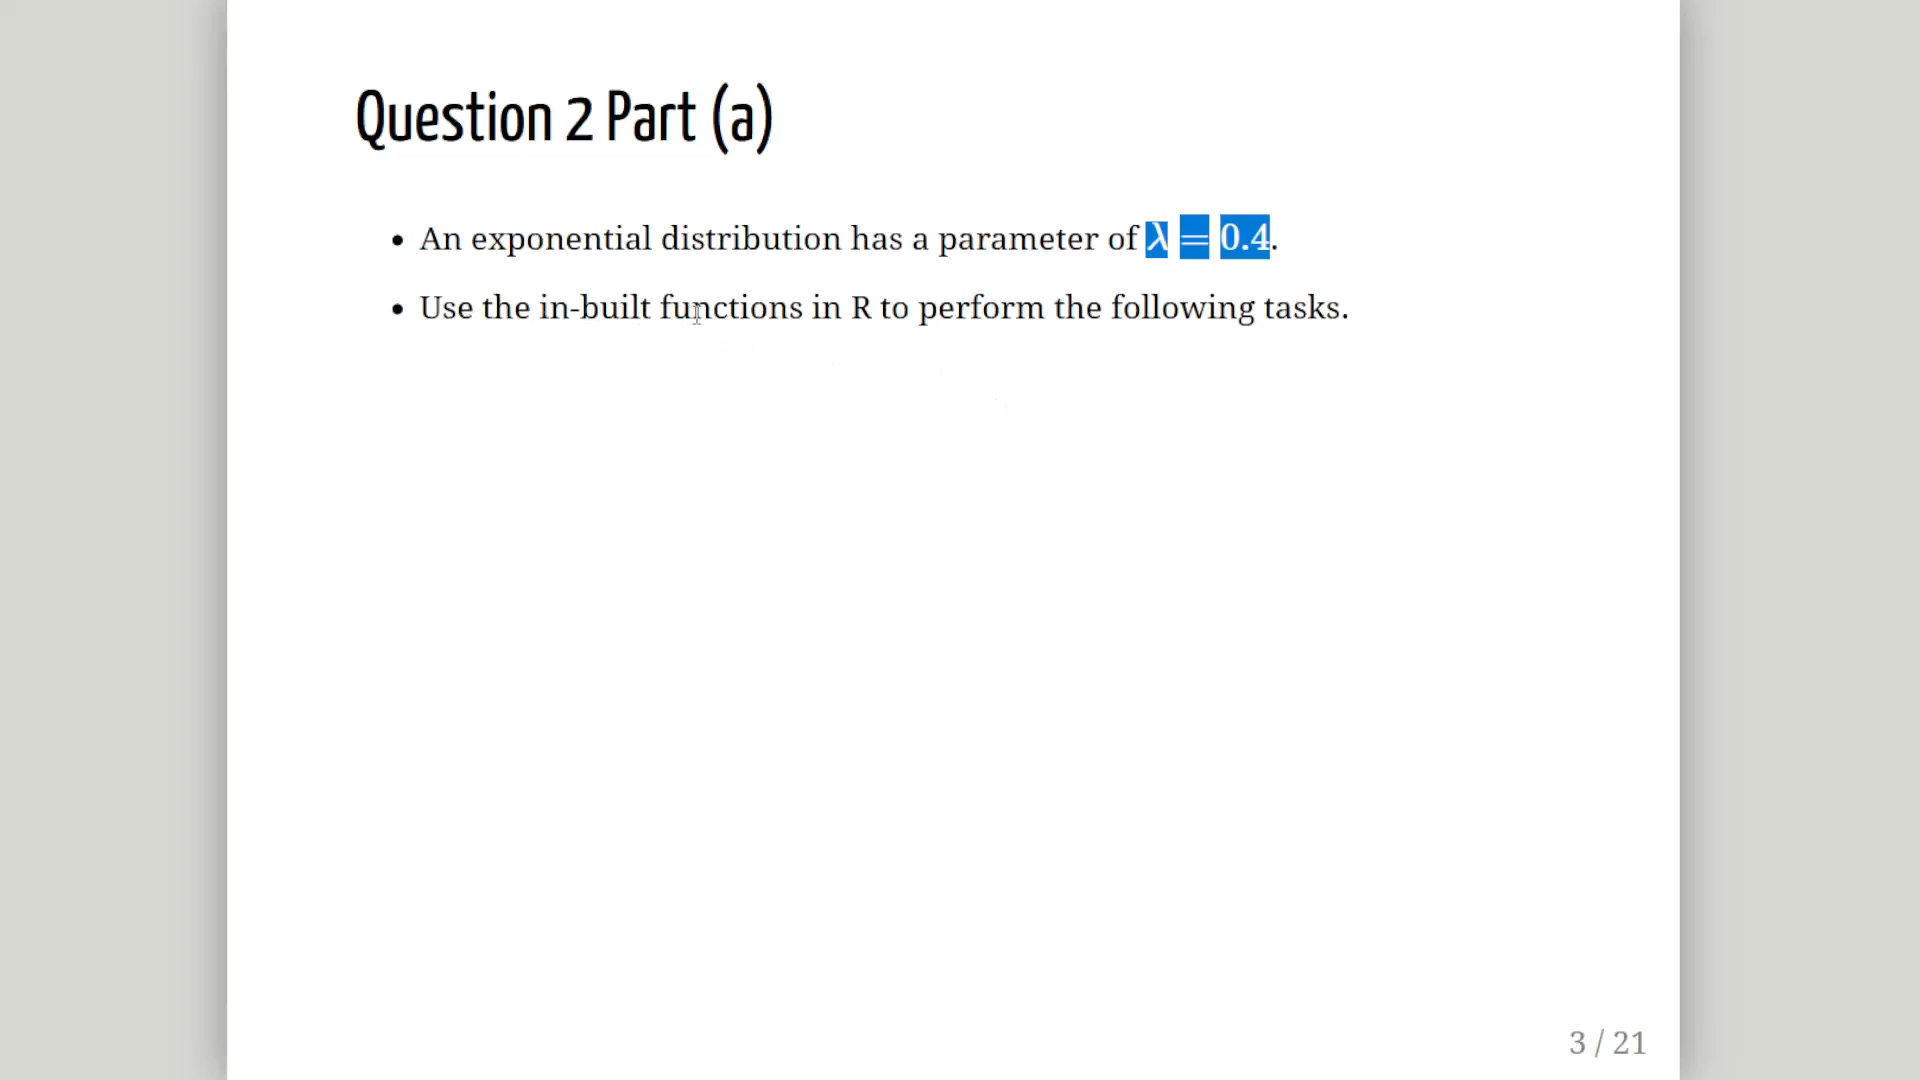 Question 2 Part (a)
• An exponential distribution has a parameter of λ = 0.4.
• Use the in-built functions in R to perform the following tasks.
3 / 21